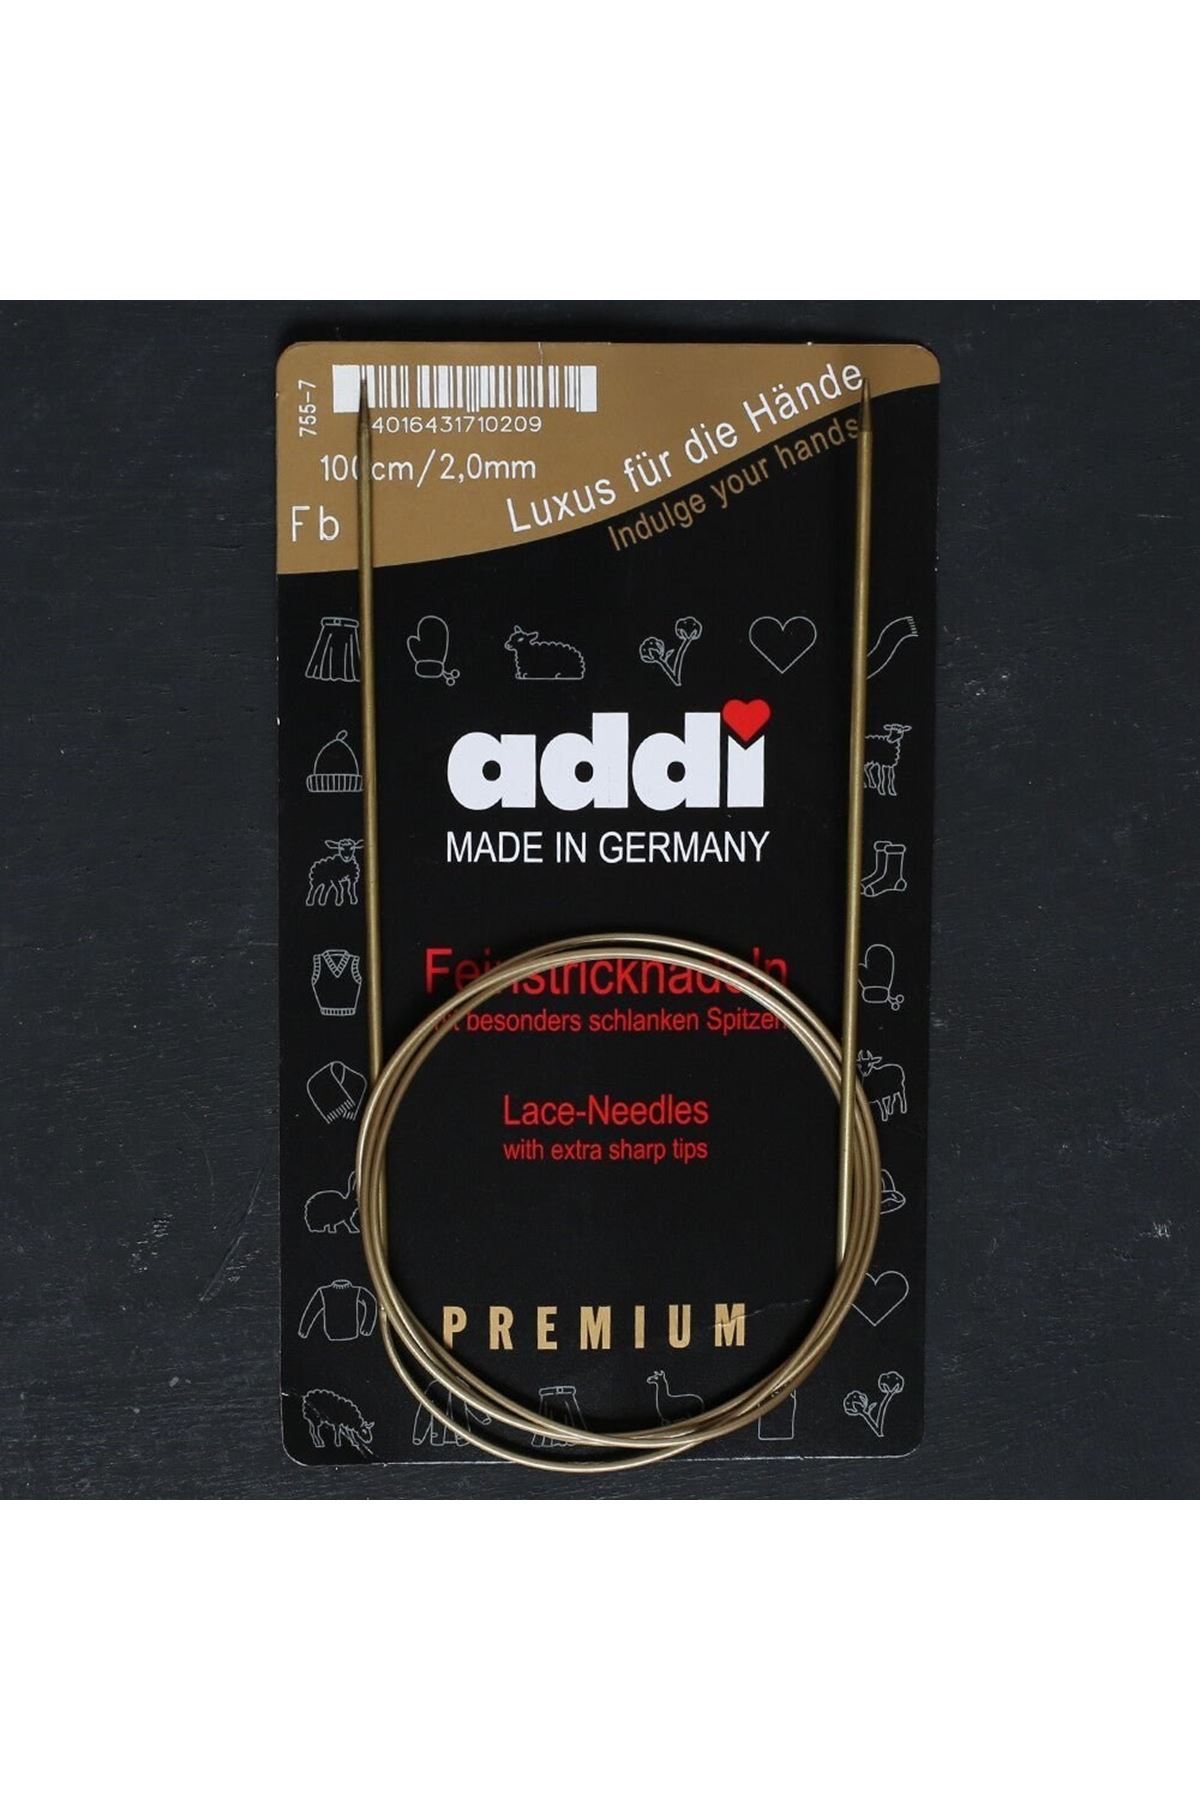 755-7
4016431710209
100cm/2,0mm
Fb
Luxus für die Hände
Indulge your hands
addi
MADE IN GERMANY
Feinstricknadeln
besonders schlanken Spitzen
Lace-Needles
with extra sharp tips
PREMIUM